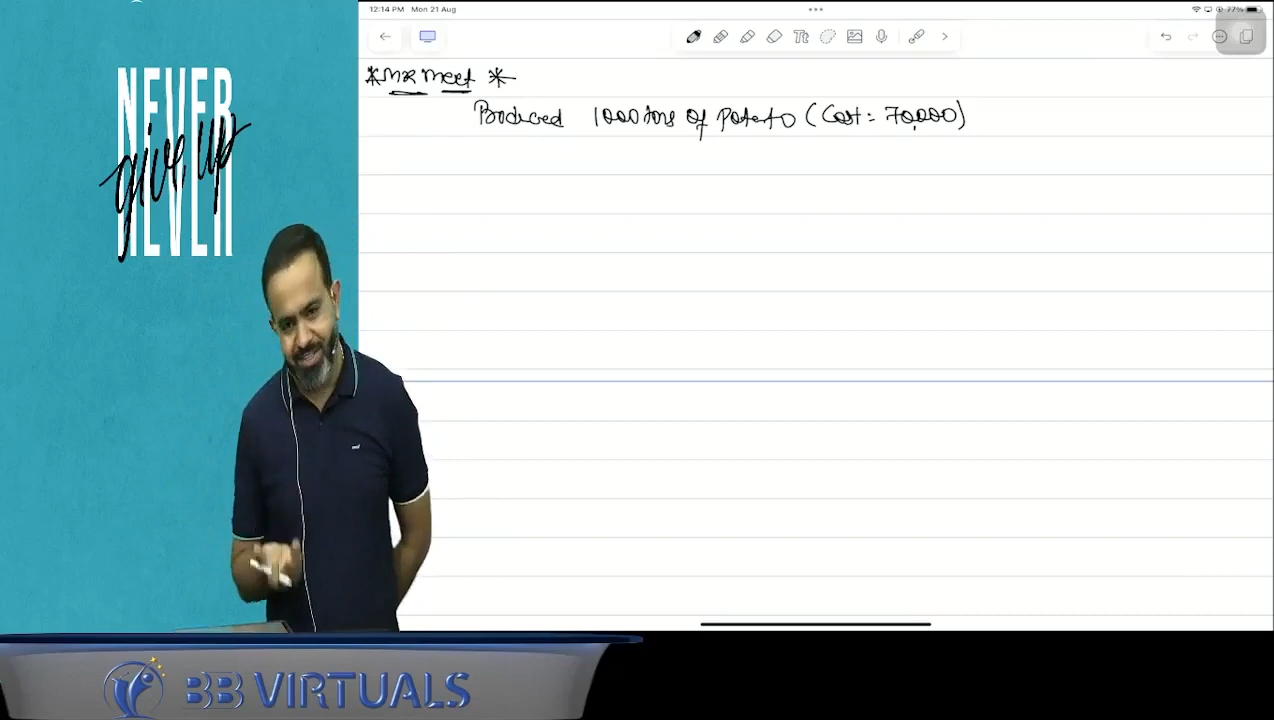 12:14 PM Mon 21 Aug
77%
*Mr Meet *
Produced 1000 tons of Potato (Cost = 70,000)
NEVER
give up
NEVER
BB VIRTUALS